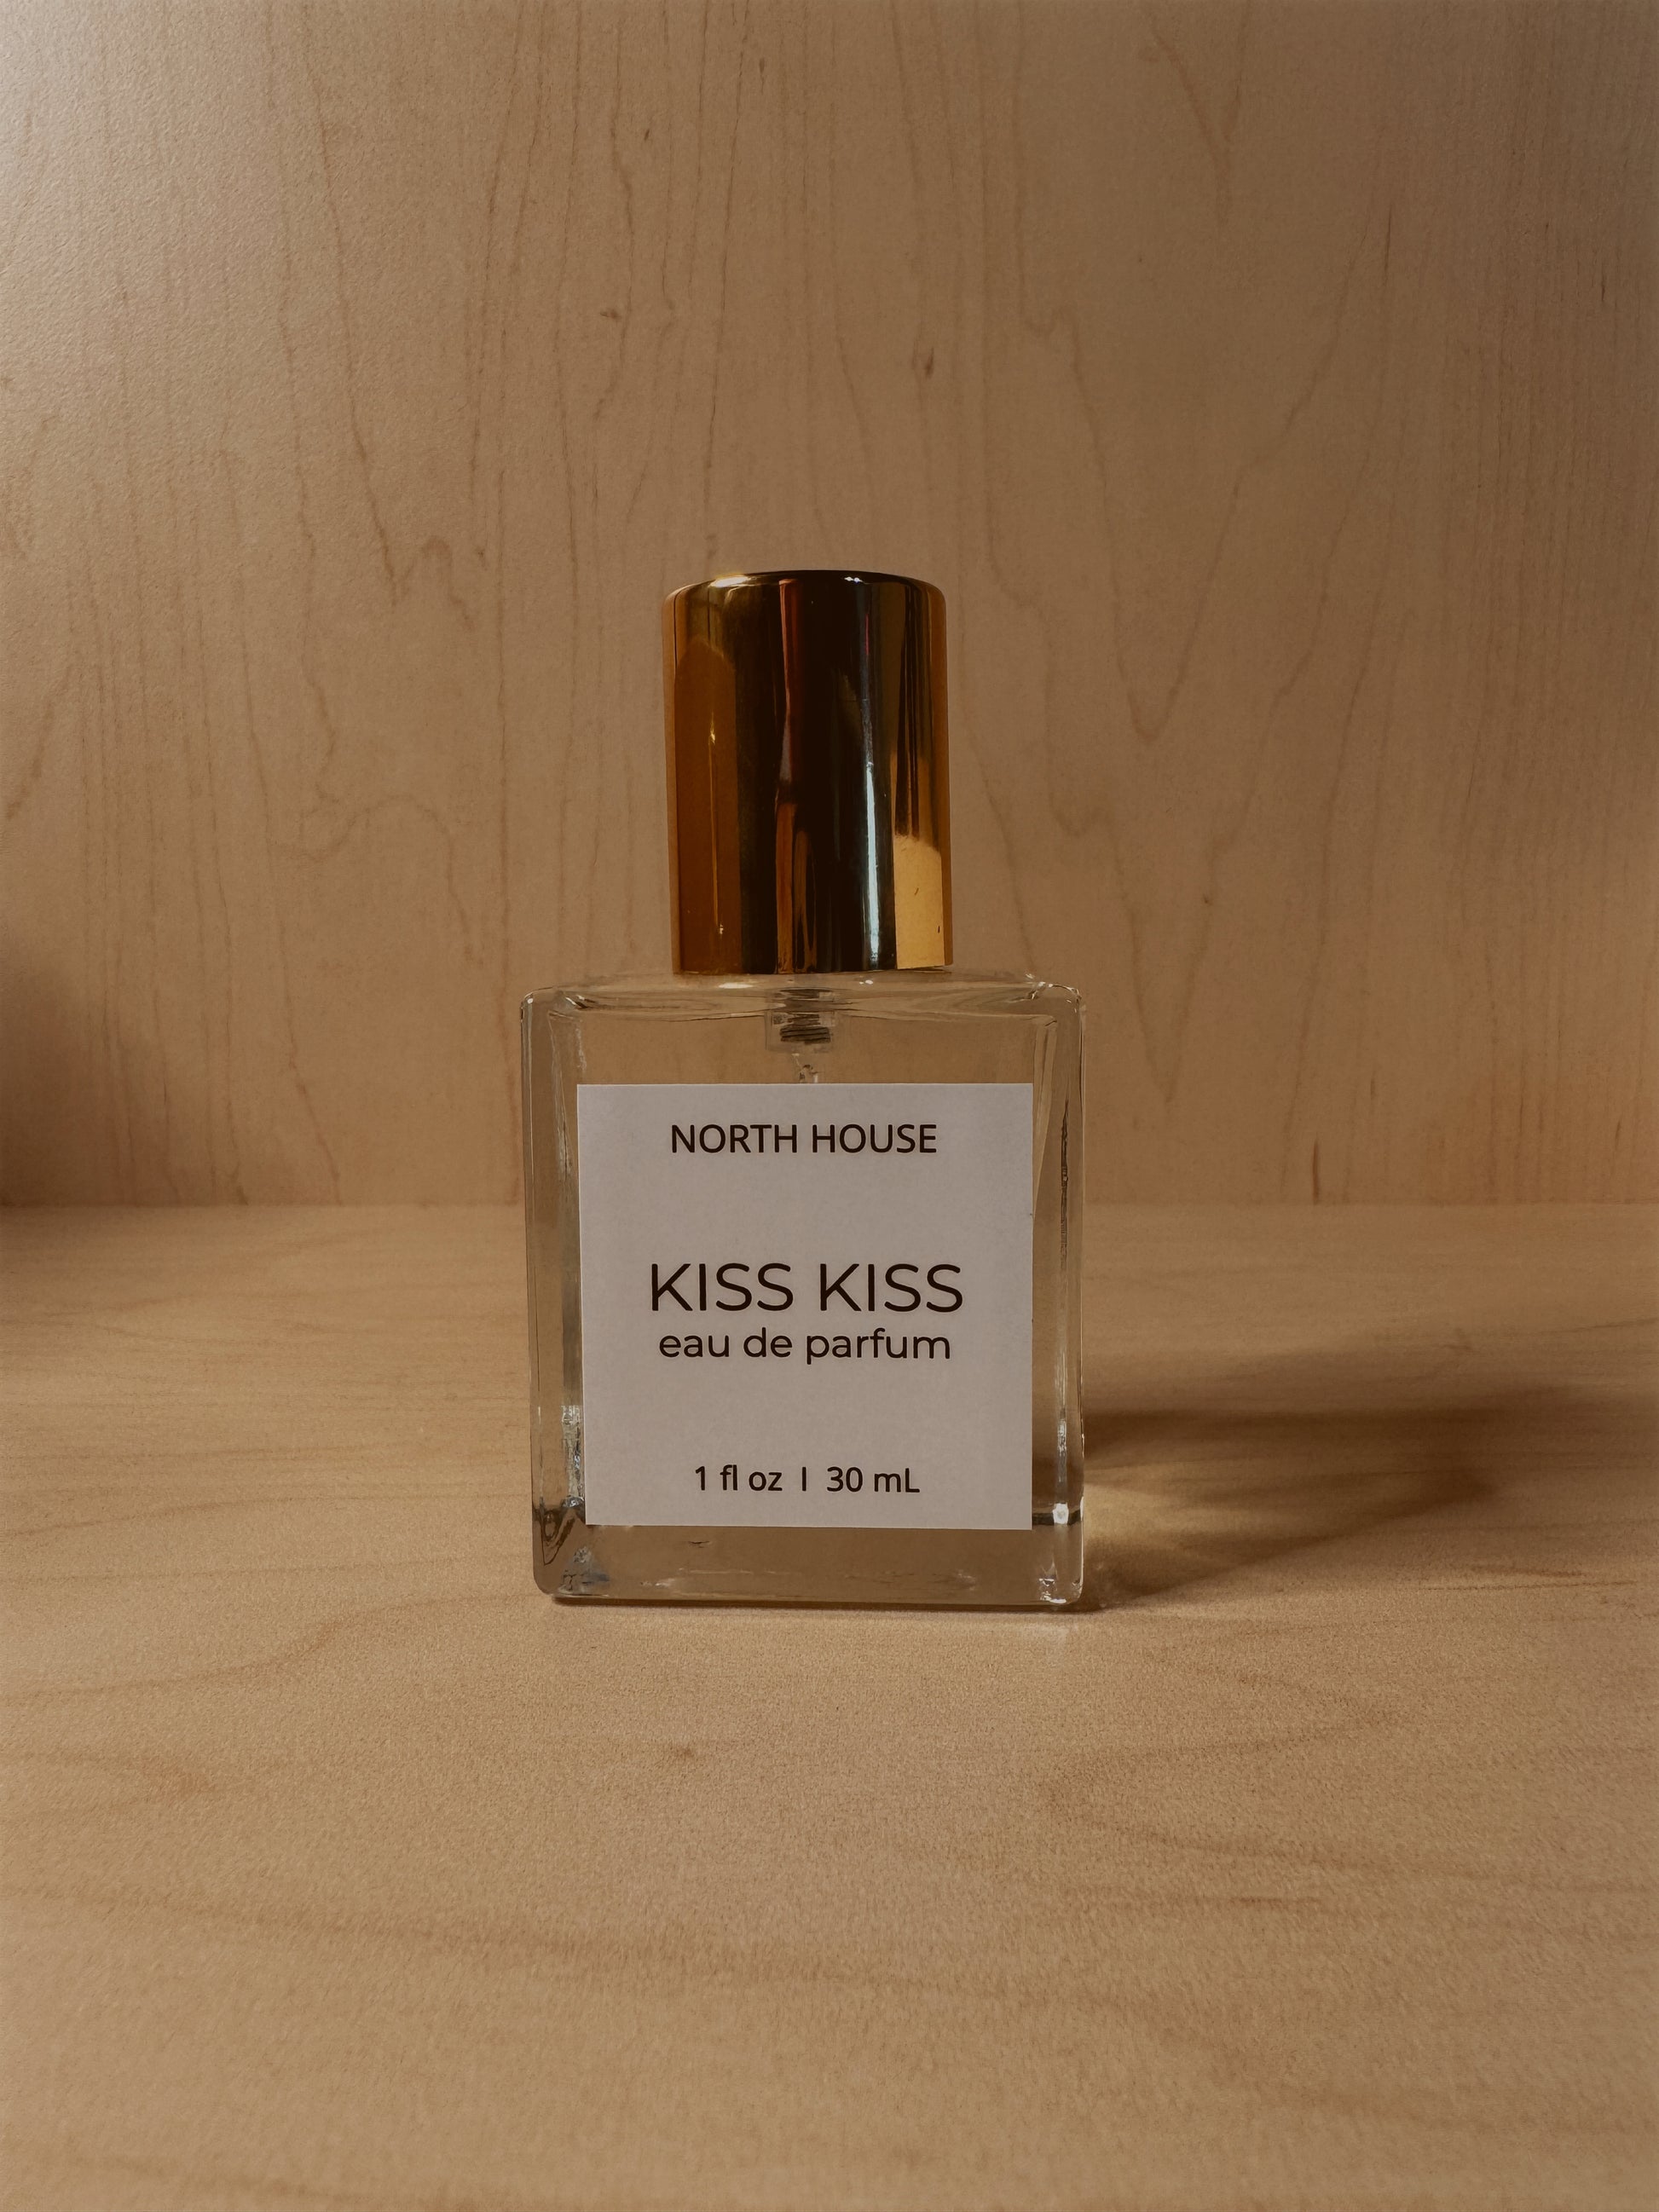 NORTH HOUSE
KISS KISS
eau de parfum
1 fl oz | 30 mL